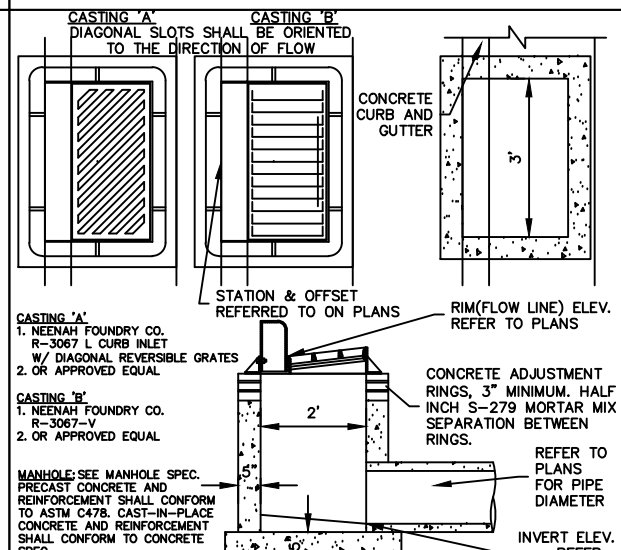 CASTING 'A'
CASTING 'B'
DIAGONAL SLOTS SHALL BE ORIENTED
TO THE DIRECTION OF FLOW
CONCRETE
CURB AND
GUTTER
3'
STATION & OFFSET
REFERRED TO ON PLANS
RIM(FLOW LINE) ELEV.
REFER TO PLANS
CASTING 'A'
1. NEENAH FOUNDRY CO.
R-3067 L CURB INLET
W/ DIAGONAL REVERSIBLE GRATES
2. OR APPROVED EQUAL
CASTING 'B'
1. NEENAH FOUNDRY CO.
R-3067-V
2. OR APPROVED EQUAL
MANHOLE: SEE MANHOLE SPEC.
PRECAST CONCRETE AND
REINFORCEMENT SHALL CONFORM
TO ASTM C478. CAST-IN-PLACE
CONCRETE AND REINFORCEMENT
SHALL CONFORM TO CONCRETE
SPEC.
2'
5"
CONCRETE ADJUSTMENT
RINGS, 3" MINIMUM. HALF
INCH S-279 MORTAR MIX
SEPARATION BETWEEN
RINGS.
REFER TO
PLANS
FOR PIPE
DIAMETER
INVERT ELEV.
REFER